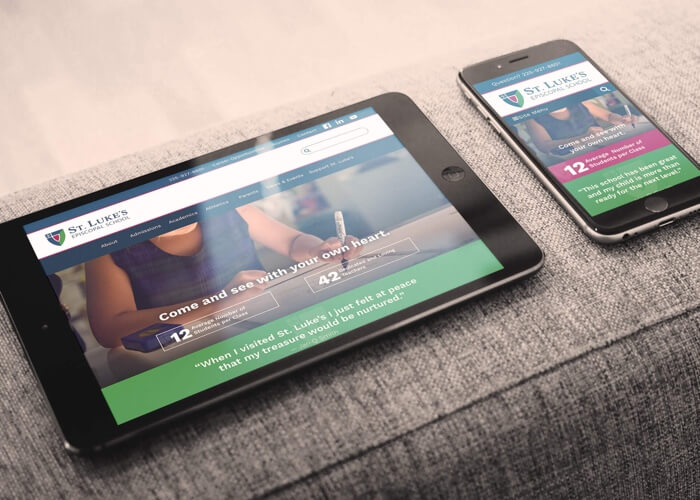 225-927-8601
contact
ST. LUKE'S
EPISCOPAL SCHOOL
About
Admissions
Academics
Athletics
Parents
News & Events
Support St. Luke's
Come and see with your own heart.
12 Average Number of
Students per Class
42 Dedicated and Loving
Teachers
“When I visited St. Luke's I just felt at peace
that my treasure would be nurtured.”
Questions? 225-927-8601
ST. LUKE'S
EPISCOPAL SCHOOL
Site Menu
Come and see with
your own heart.
12 Average Number of
Students per Class
“This school has been great
and my child is more than
ready for the next level.”